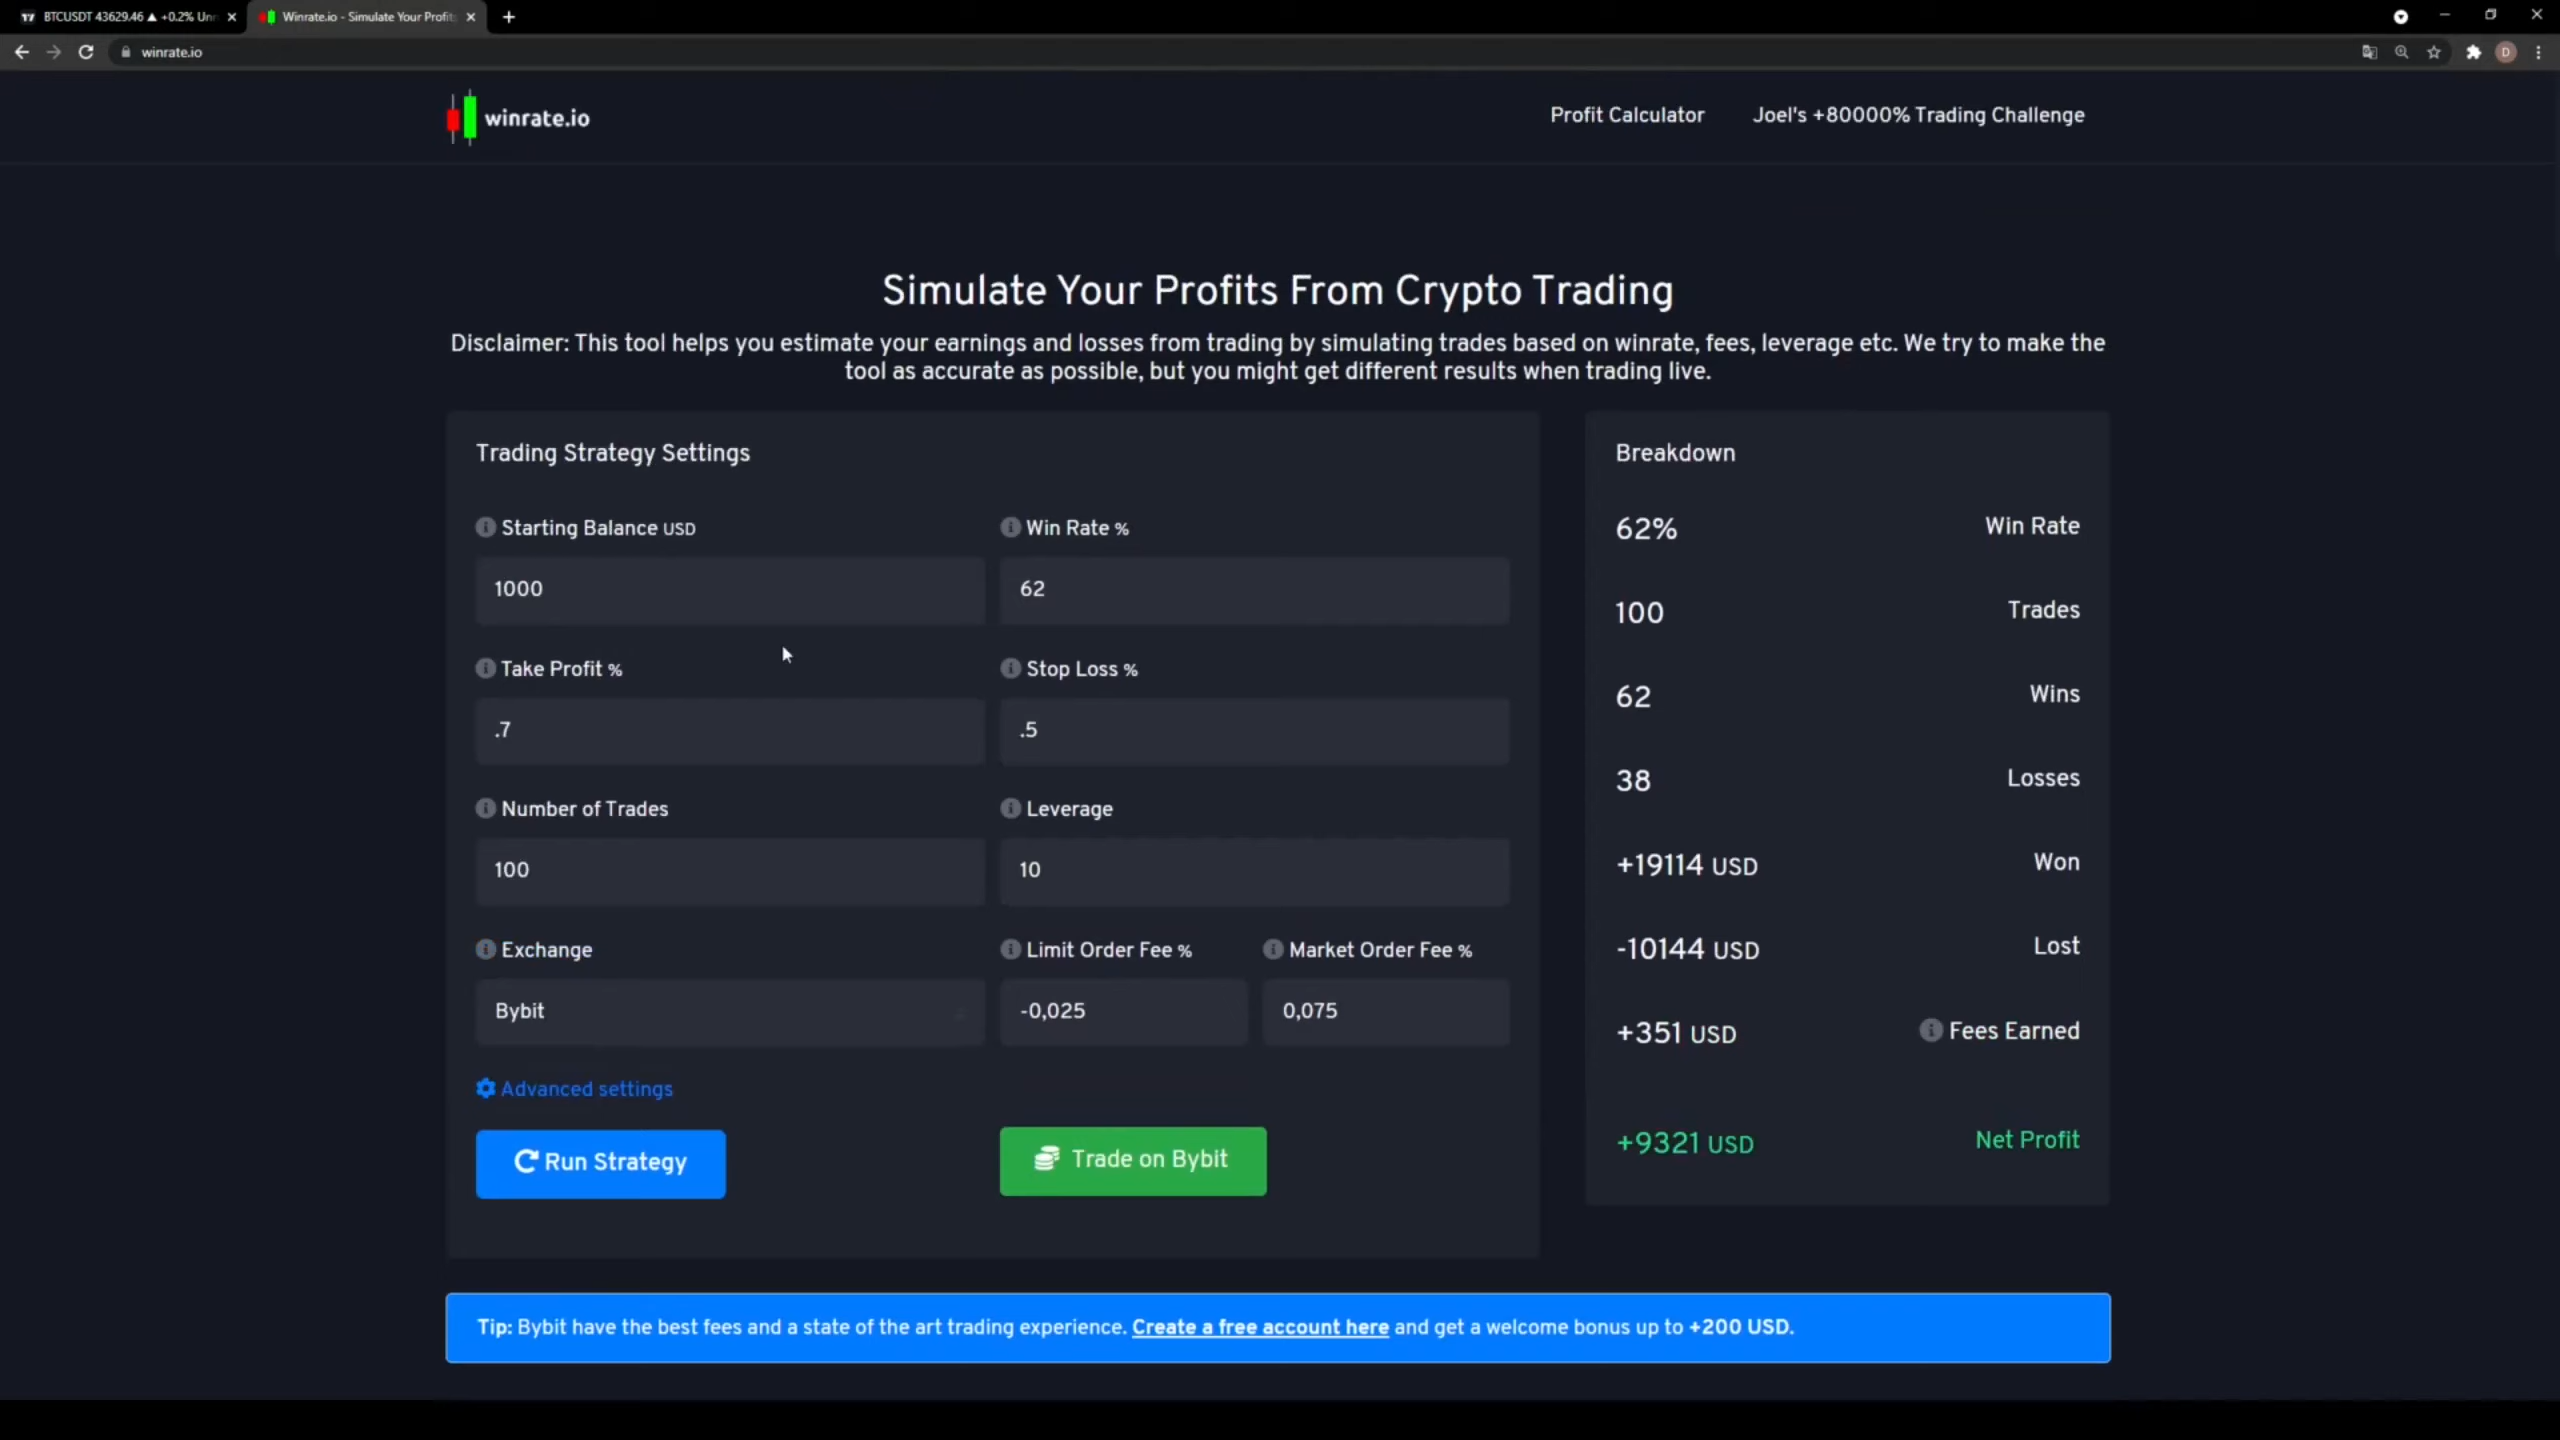 BTCUSDT 43629.46 ▲ +0.2% Unr
Winrate.io - Simulate Your Profit
winrate.io
D
winrate.io
Profit Calculator
Joel's +80000% Trading Challenge
Simulate Your Profits From Crypto Trading
Disclaimer: This tool helps you estimate your earnings and losses from trading by simulating trades based on winrate, fees, leverage etc. We try to make the
tool as accurate as possible, but you might get different results when trading live.
Trading Strategy Settings
Starting Balance USD
Win Rate %
1000
62
Take Profit %
Stop Loss %
.7
.5
Number of Trades
Leverage
100
10
Exchange
Limit Order Fee %
Market Order Fee %
Bybit
-0,025
0,075
Advanced settings
Run Strategy
Trade on Bybit
Breakdown
62% Win Rate
100 Trades
62 Wins
38 Losses
+19114 USD Won
-10144 USD Lost
+351 USD Fees Earned
+9321 USD Net Profit
Tip: Bybit have the best fees and a state of the art trading experience. Create a free account here and get a welcome bonus up to +200 USD.